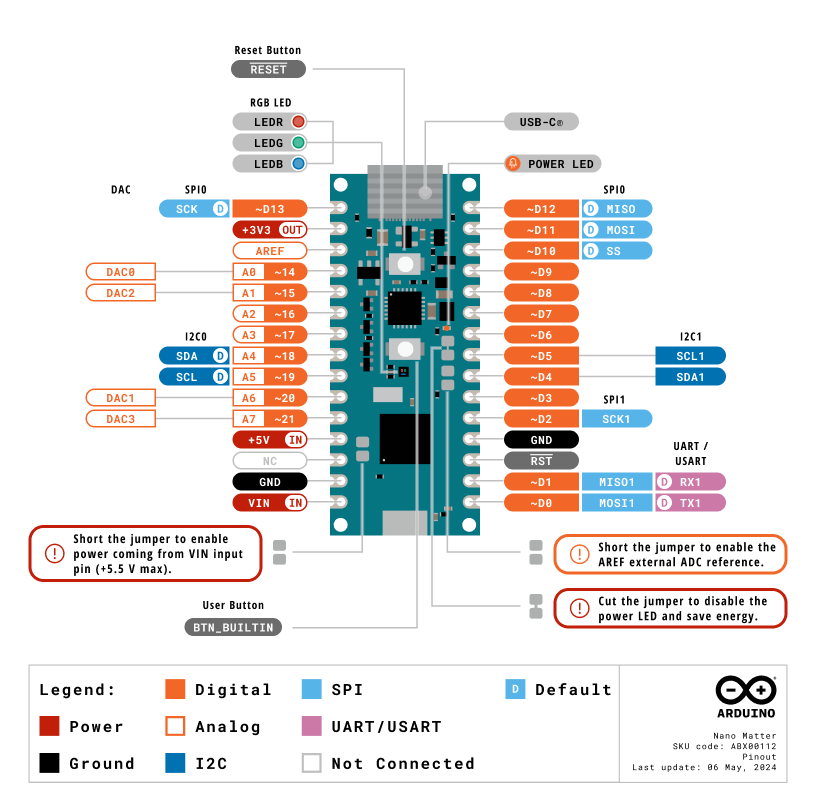 Reset Button
RESET
RGB LED
LEDR
LEDG
LEDB
USB-C®
POWER LED
DAC
SPI0
SCK D ~D13
+3V3 OUT
AREF
DAC0 A0 ~14
DAC2 A1 ~15
A2 ~16
A3 ~17
I2C0
SDA D A4 ~18
SCL D A5 ~19
DAC1 A6 ~20
DAC3 A7 ~21
+5V IN
NC
GND
VIN IN
SPI0
~D12 D MISO
~D11 D MOSI
~D10 D SS
~D9
~D8
~D7
~D6
I2C1
~D5 SCL1
~D4 SDA1
~D3
SPI1
~D2 SCK1
GND
UART /
USART
RST
~D1 MISO1 D RX1
~D0 MOSI1 D TX1
Short the jumper to enable
power coming from VIN input
pin (+5.5 V max).
Short the jumper to enable the
AREF external ADC reference.
Cut the jumper to disable the
power LED and save energy.
User Button
BTN_BUILTIN
Legend:
Digital
SPI
D Default
Power
Analog
UART/USART
Ground
I2C
Not Connected
ARDUINO
Nano Matter
SKU code: ABX00112
Pinout
Last update: 06 May, 2024